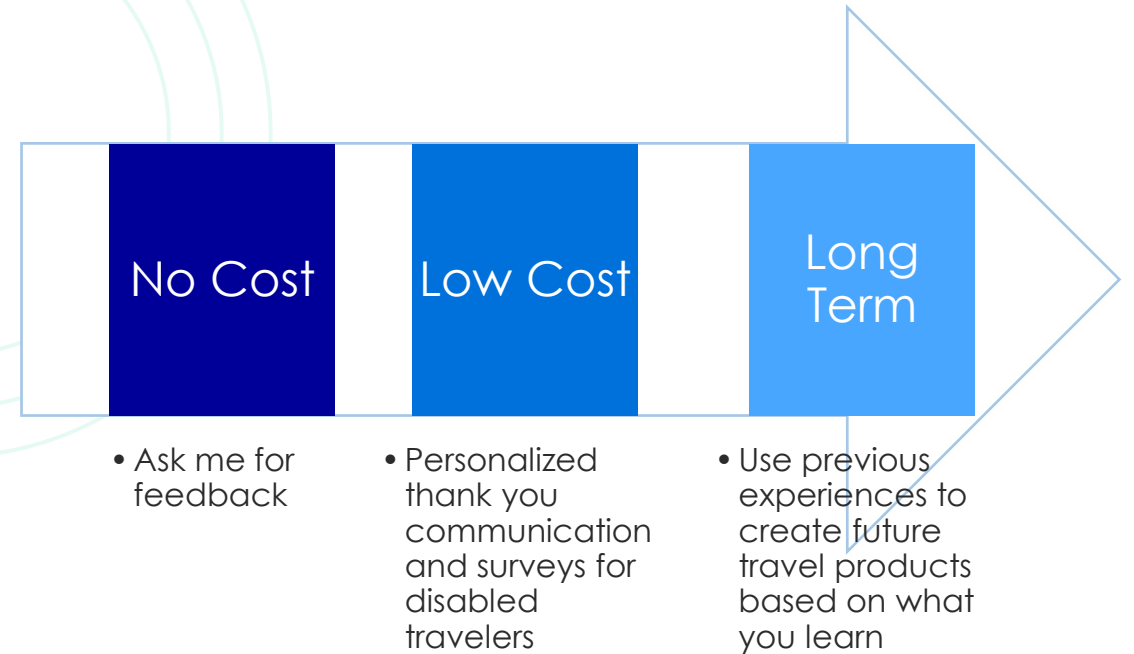 No Cost
Low Cost
Long
Term
• Ask me for
feedback
• Personalized
thank you
communication
and surveys for
disabled
travelers
• Use previous
experiences to
create future
travel products
based on what
you learn